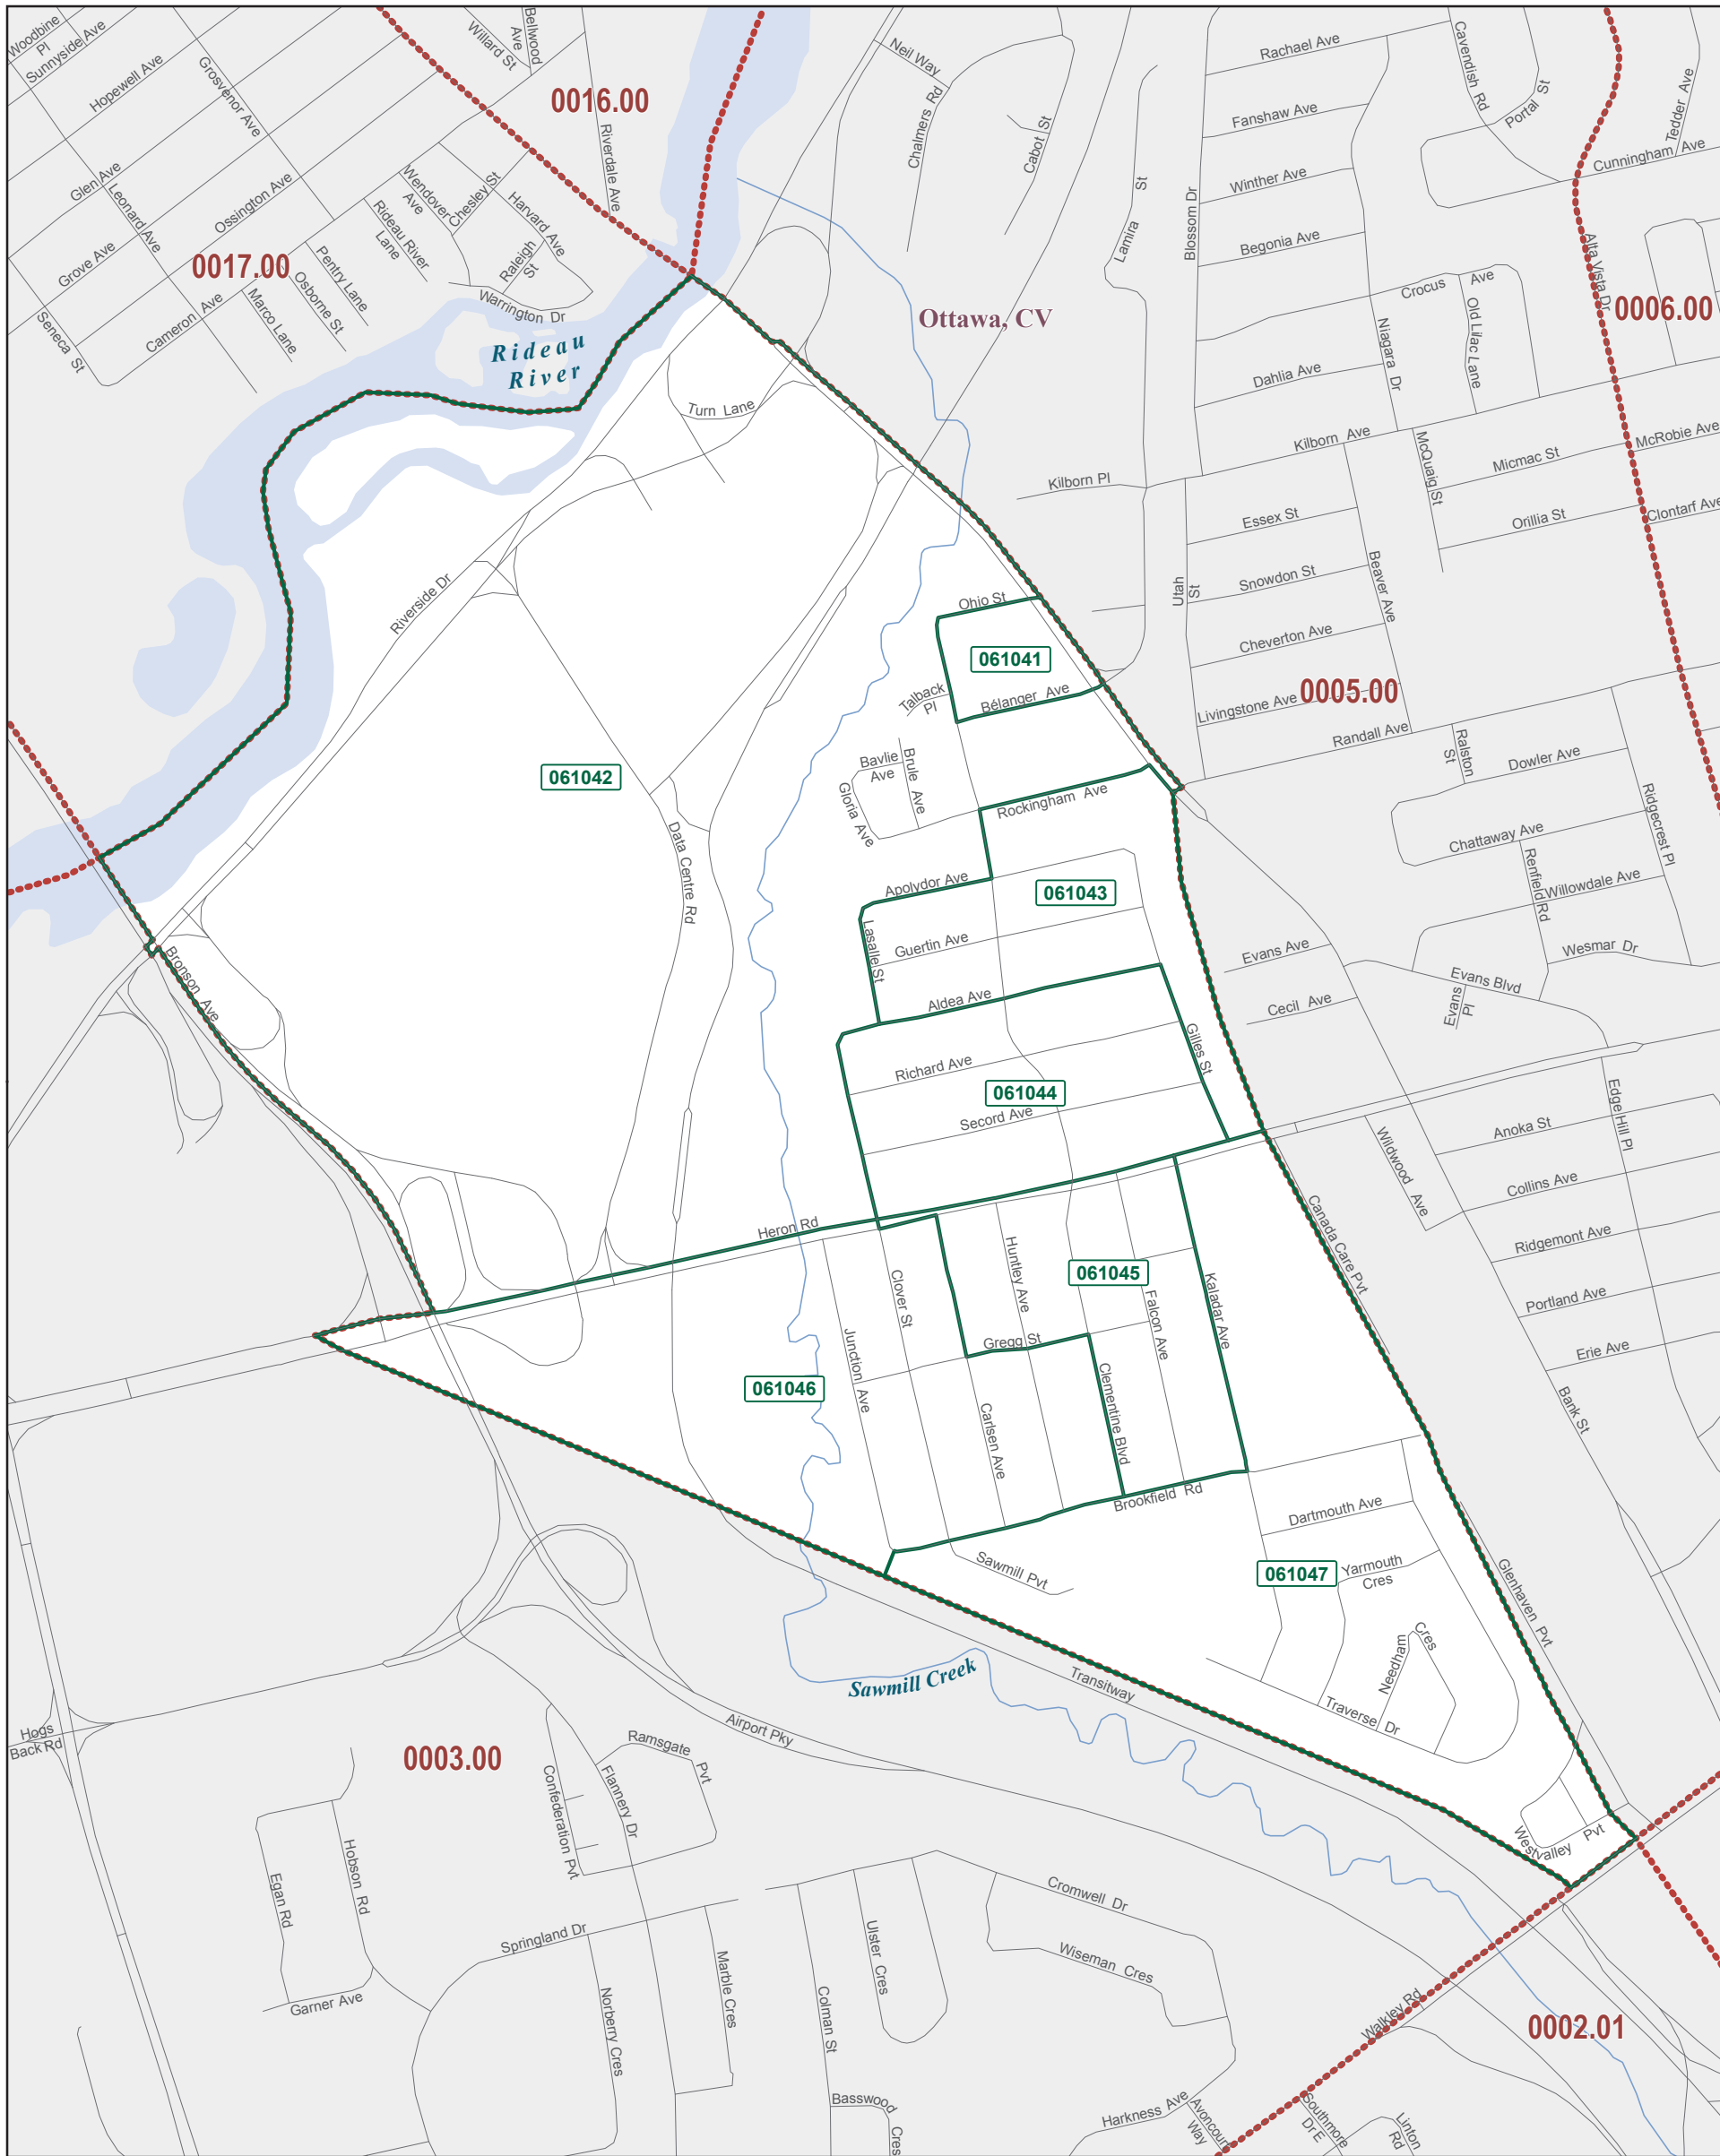 Woodbine
Pl
Sunnyside Ave
Hopewell Ave
Grosvenor Ave
Willard St
Bellwood
Ave
0016.00
Riverdale Ave
Neil Way
Chalmers Rd
Cabot St
Lamira St
Blossom Dr
Rachael Ave
Cavendish Rd
Portal St
Tedder Ave
Fanshaw Ave
Cunningham Ave
Winther Ave
Glen Ave
Leonard Ave
Ossington Ave
Wendover
Ave
Chesley St
Harvard Ave
Rideau River
Lane
Raleigh
St
Grove Ave
0017.00
Pentry Lane
Osborne St
Marco Lane
Cameron Ave
Seneca St
Warrington Dr
Rideau
River
Ottawa, CV
Begonia Ave
Crocus Ave
Old Lilac Lane
Niagara Dr
Alta Vista Dr
0006.00
Dahlia Ave
Turn Lane
Kilborn Ave
McQuaig St
Micmac St
McRobie Ave
Kilborn Pl
Essex St
Orillia St
Clontarf Ave
Riverside Dr
Ohio St
Utah
St
Snowdon St
Beaver Ave
Cheverton Ave
061041
Talback
Pl
Bélanger Ave
Livingstone Ave
0005.00
Randall Ave
Ralston
St
Dowler Ave
Bavlie
Ave
Brule Ave
Gloria Ave
061042
Rockingham Ave
Ridgecrest Pl
Chattaway Ave
Renfield Rd
Willowdale Ave
Data Centre Rd
Apolydor Ave
061043
Lasalle St
Guertin Ave
Evans Ave
Wesmar Dr
Evans Blvd
Evans
Pl
Cecil Ave
Bronson Ave
Aldea Ave
Gilles St
Richard Ave
061044
Secord Ave
Edge Hill Pl
Anoka St
Wildwood Ave
Collins Ave
Heron Rd
Canada Care Pvt
Ridgemont Ave
Huntley Ave
061045
Kaladar Ave
Clover St
Falcon Ave
Portland Ave
Junction Ave
Gregg St
Erie Ave
061046
Clementine Blvd
Carlsen Ave
Bank St
Brookfield Rd
Dartmouth Ave
Sawmill Pvt
061047
Yarmouth
Cres
Glenhaven Pvt
Needham Cres
Sawmill Creek
Transitway
Traverse Dr
Hogs
Back Rd
0003.00
Airport Pky
Ramsgate Pvt
Confederation Pvt
Flannery Dr
Westvalley Pvt
Hobson Rd
Egan Rd
Springland Dr
Ulster Cres
Cromwell Dr
Wiseman Cres
Marble Cres
Colman St
Norberry Cres
Garner Ave
Walkley Rd
0002.01
Basswood
Cres
Harkness Ave
Avoncourt
Way
Southmore
Dr E
Linton
Rd